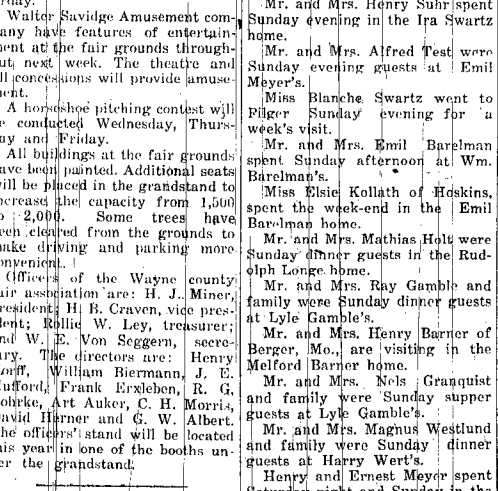 Walter Savidge Amusement com-
any have features of entertain-
ent at the fair grounds through-
ut next week. The theatre and
ll concessions will provide amuse-
ent.
A horseshoe pitching contest will
e conducted Wednesday, Thurs-
ay and Friday.
All buildings at the fair grounds
ave been painted. Additional seats
ill be placed in the grandstand to
ncrease the capacity from 1,500
o 2,000. Some trees have
een cleared from the grounds to
ake driving and parking more
onvenient.
Officers of the Wayne county
air association are: H. J. Miner,
resident; H. B. Craven, vice pres-
dent; Rollie W. Ley, treasurer;
nd W. E. Von Seggern, secre-
ary. The directors are: Henry
orff, William Biermann, J. E.
ufford, Frank Erxleben, R. G.
ohrke, Art Auker, C. H. Morris,
avid Herner and G. W. Albert.
he officers' stand will be located
his year in one of the booths un-
er the grandstand.
Mr. and Mrs. Henry Suhr spent
Sunday evening in the Ira Swartz
home.
Mr. and Mrs. Alfred Test were
Sunday evening guests at Emil
Meyer's.
Miss Blanche Swartz went to
Pilger Sunday evening for a
week's visit.
Mr. and Mrs. Emil Barelman
spent Sunday afternoon at Wm.
Barelman's.
Miss Elsie Kollath of Hoskins,
spent the week-end in the Emil
Barelman home.
Mr. and Mrs. Mathias Holt were
Sunday dinner guests in the Rud-
olph Longe home.
Mr. and Mrs. Ray Gamble and
family were Sunday dinner guests
at Lyle Gamble's.
Mr. and Mrs. Henry Barner of
Berger, Mo., are visiting in the
Melford Barner home.
Mr. and Mrs. Nels Granquist
and family were Sunday supper
guests at Lyle Gamble's.
Mr. and Mrs. Magnus Westlund
and family were Sunday dinner
guests at Harry Wert's.
Henry and Ernest Meyer spent